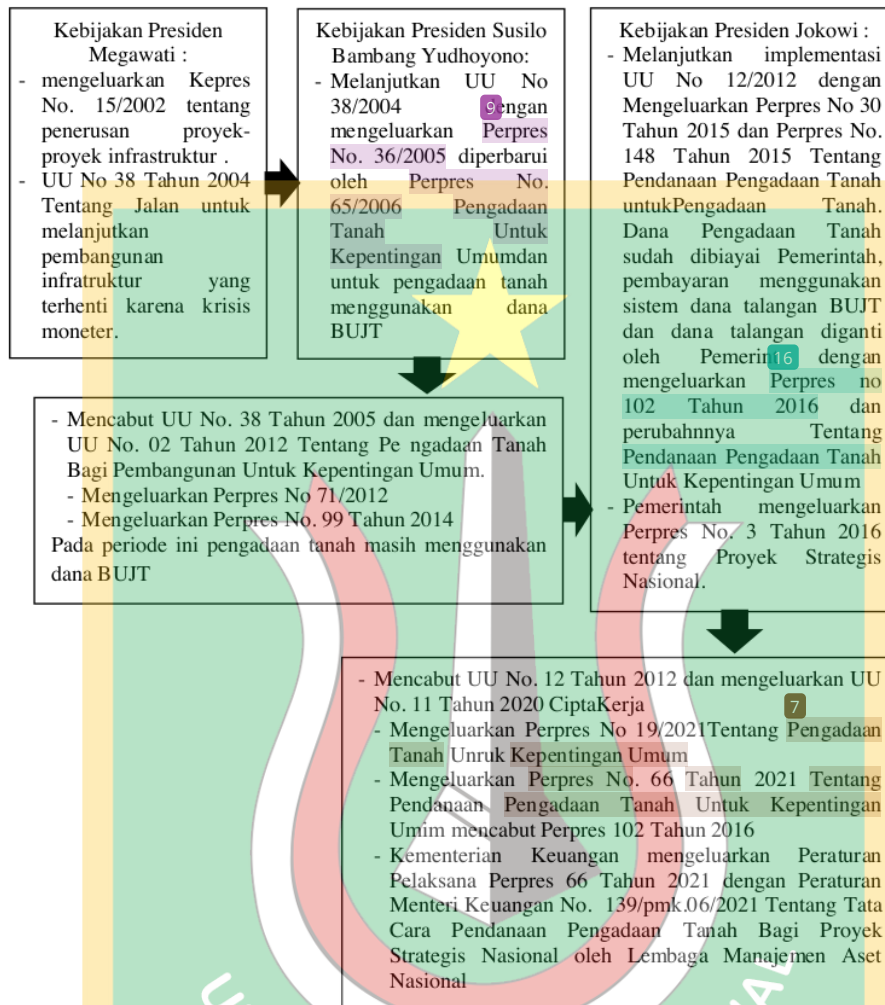 Kebijakan Presiden
Megawati :
- mengeluarkan Kepres
No. 15/2002 tentang
penerusan proyek-
proyek infrastruktur .
- UU No 38 Tahun 2004
Tentang Jalan untuk
melanjutkan
pembangunan
infratruktur yang
terhenti karena krisis
moneter.
Kebijakan Presiden Susilo
Bambang Yudhoyono:
- Melanjutkan UU No
38/2004 dengan
mengeluarkan Perpres
No. 36/2005 diperbarui
oleh Perpres No.
65/2006 Pengadaan
Tanah Untuk
Kepentingan Umumdan
untuk pengadaan tanah
menggunakan dana
BUJT
9
- Mencabut UU No. 38 Tahun 2005 dan mengeluarkan
UU No. 02 Tahun 2012 Tentang Pe ngadaan Tanah
Bagi Pembangunan Untuk Kepentingan Umum.
- Mengeluarkan Perpres No 71/2012
- Mengeluarkan Perpres No. 99 Tahun 2014
Pada periode ini pengadaan tanah masih menggunakan
dana BUJT
Kebijakan Presiden Jokowi :
- Melanjutkan implementasi
UU No 12/2012 dengan
Mengeluarkan Perpres No 30
Tahun 2015 dan Perpres No.
148 Tahun 2015 Tentang
Pendanaan Pengadaan Tanah
untukPengadaan Tanah.
Dana Pengadaan Tanah
sudah dibiayai Pemerintah,
pembayaran menggunakan
sistem dana talangan BUJT
dan dana talangan diganti
oleh Pemerint dengan
mengeluarkan Perpres no
102 Tahun 2016 dan
perubahnnya Tentang
Pendanaan Pengadaan Tanah
Untuk Kepentingan Umum
- Pemerintah mengeluarkan
Perpres No. 3 Tahun 2016
tentang Proyek Strategis
Nasional.
16
- Mencabut UU No. 12 Tahun 2012 dan mengeluarkan UU
No. 11 Tahun 2020 CiptaKerja
7
- Mengeluarkan Perpres No 19/2021Tentang Pengadaan
Tanah Unruk Kepentingan Umum
- Mengeluarkan Perpres No. 66 Tahun 2021 Tentang
Pendanaan Pengadaan Tanah Untuk Kepentingan
Umim mencabut Perpres 102 Tahun 2016
- Kementerian Keuangan mengeluarkan Peraturan
Pelaksana Perpres 66 Tahun 2021 dengan Peraturan
Menteri Keuangan No. 139/pmk.06/2021 Tentang Tata
Cara Pendanaan Pengadaan Tanah Bagi Proyek
Strategis Nasional oleh Lembaga Manajemen Aset
Nasional